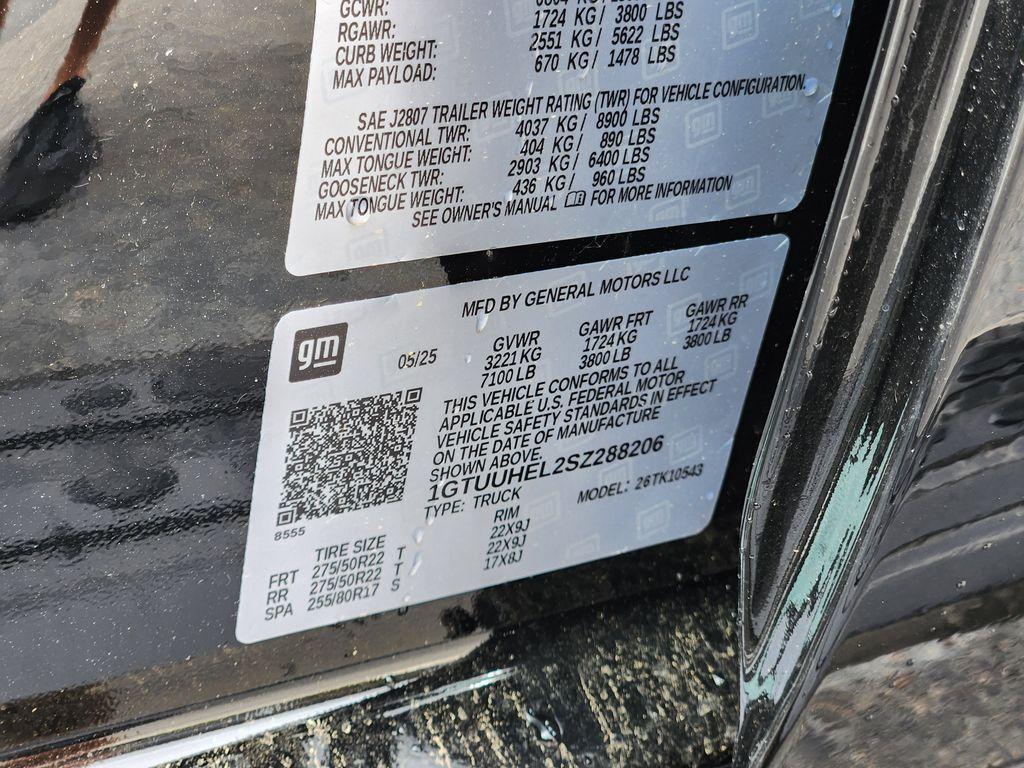 GCWR:
RGAWR: 1724 KG / 3800 LBS
CURB WEIGHT: 2551 KG / 5622 LBS
MAX PAYLOAD: 670 KG / 1478 LBS
SAE J2807 TRAILER WEIGHT RATING (TWR) FOR VEHICLE CONFIGURATION.
CONVENTIONAL TWR: 4037 KG / 8900 LBS
MAX TONGUE WEIGHT: 404 KG / 890 LBS
GOOSENECK TWR: 2903 KG / 6400 LBS
MAX TONGUE WEIGHT: 436 KG / 960 LBS
SEE OWNER'S MANUAL FOR MORE INFORMATION
MFD BY GENERAL MOTORS LLC
gm
05/25
GVWR GAWR FRT GAWR RR
3221 KG 1724 KG 1724 KG
7100 LB 3800 LB 3800 LB
THIS VEHICLE CONFORMS TO ALL
APPLICABLE U.S. FEDERAL MOTOR
VEHICLE SAFETY STANDARDS IN EFFECT
ON THE DATE OF MANUFACTURE
SHOWN ABOVE.
1GTUUHEL2SZ288206
TYPE: TRUCK MODEL: 26TK10543
8555
TIRE SIZE RIM
FRT 275/50R22 T 22X9J
RR 275/50R22 T 22X9J
SPA 255/80R17 S 17X8J